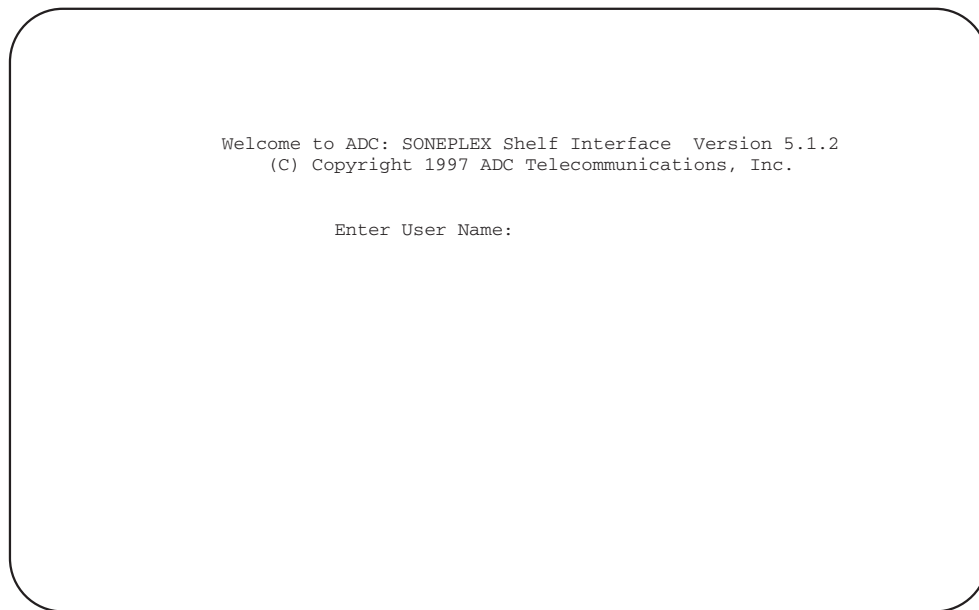 Welcome to ADC: SONEPLEX Shelf Interface  Version 5.1.2
(C) Copyright 1997 ADC Telecommunications, Inc.
Enter User Name: